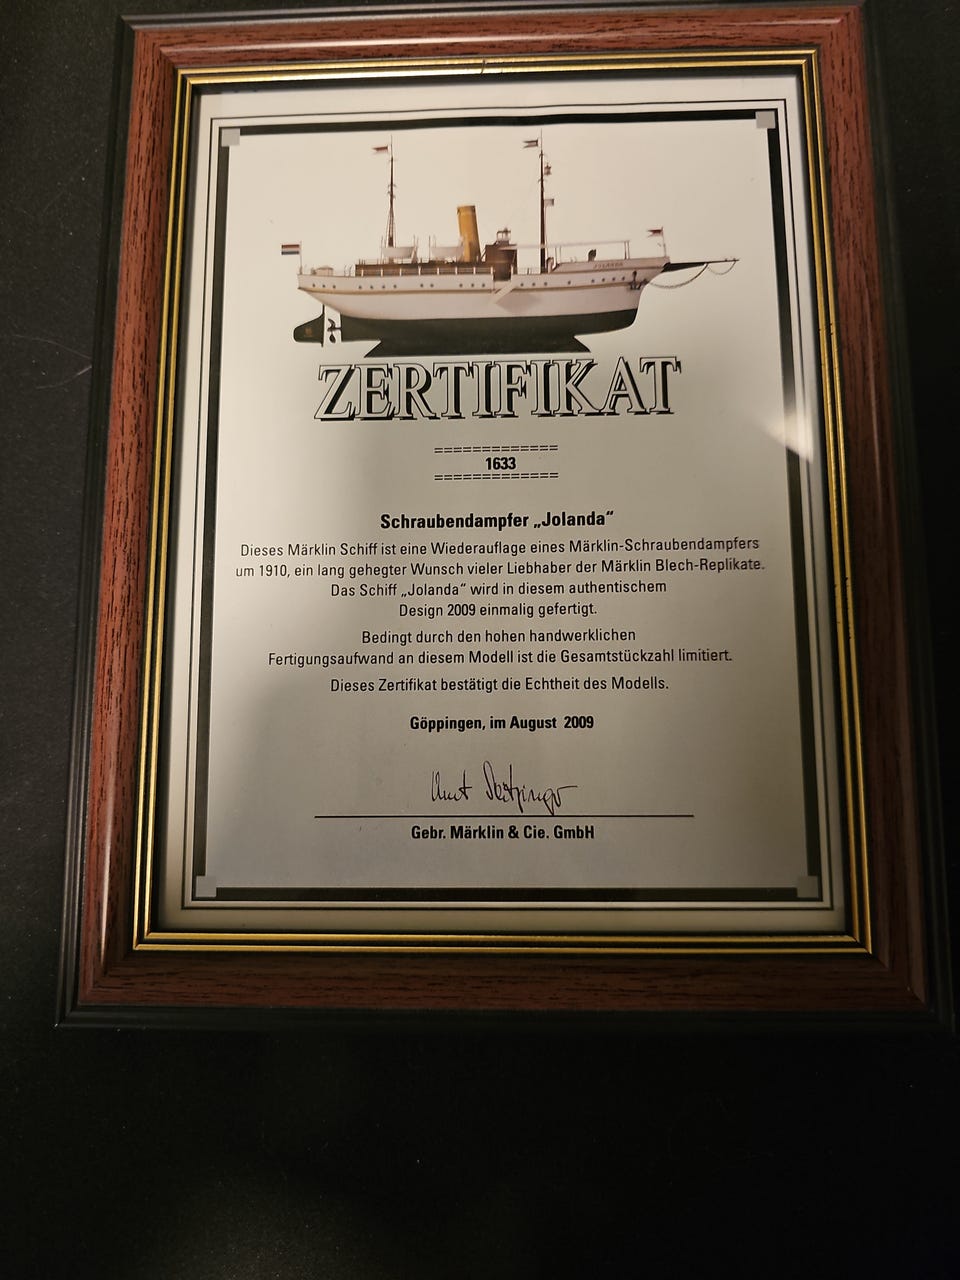 JOLANDA
ZERTIFIKAT
=============
1633
=============
Schraubendampfer „Jolanda“
Dieses Märklin Schiff ist eine Wiederauflage eines Märklin-Schraubendampfers
um 1910, ein lang gehegter Wunsch vieler Liebhaber der Märklin Blech-Replikate.
Das Schiff „Jolanda“ wird in diesem authentischem
Design 2009 einmalig gefertigt.
Bedingt durch den hohen handwerklichen
Fertigungsaufwand an diesem Modell ist die Gesamtstückzahl limitiert.
Dieses Zertifikat bestätigt die Echtheit des Modells.
Göppingen, im August 2009
Gebr. Märklin & Cie. GmbH